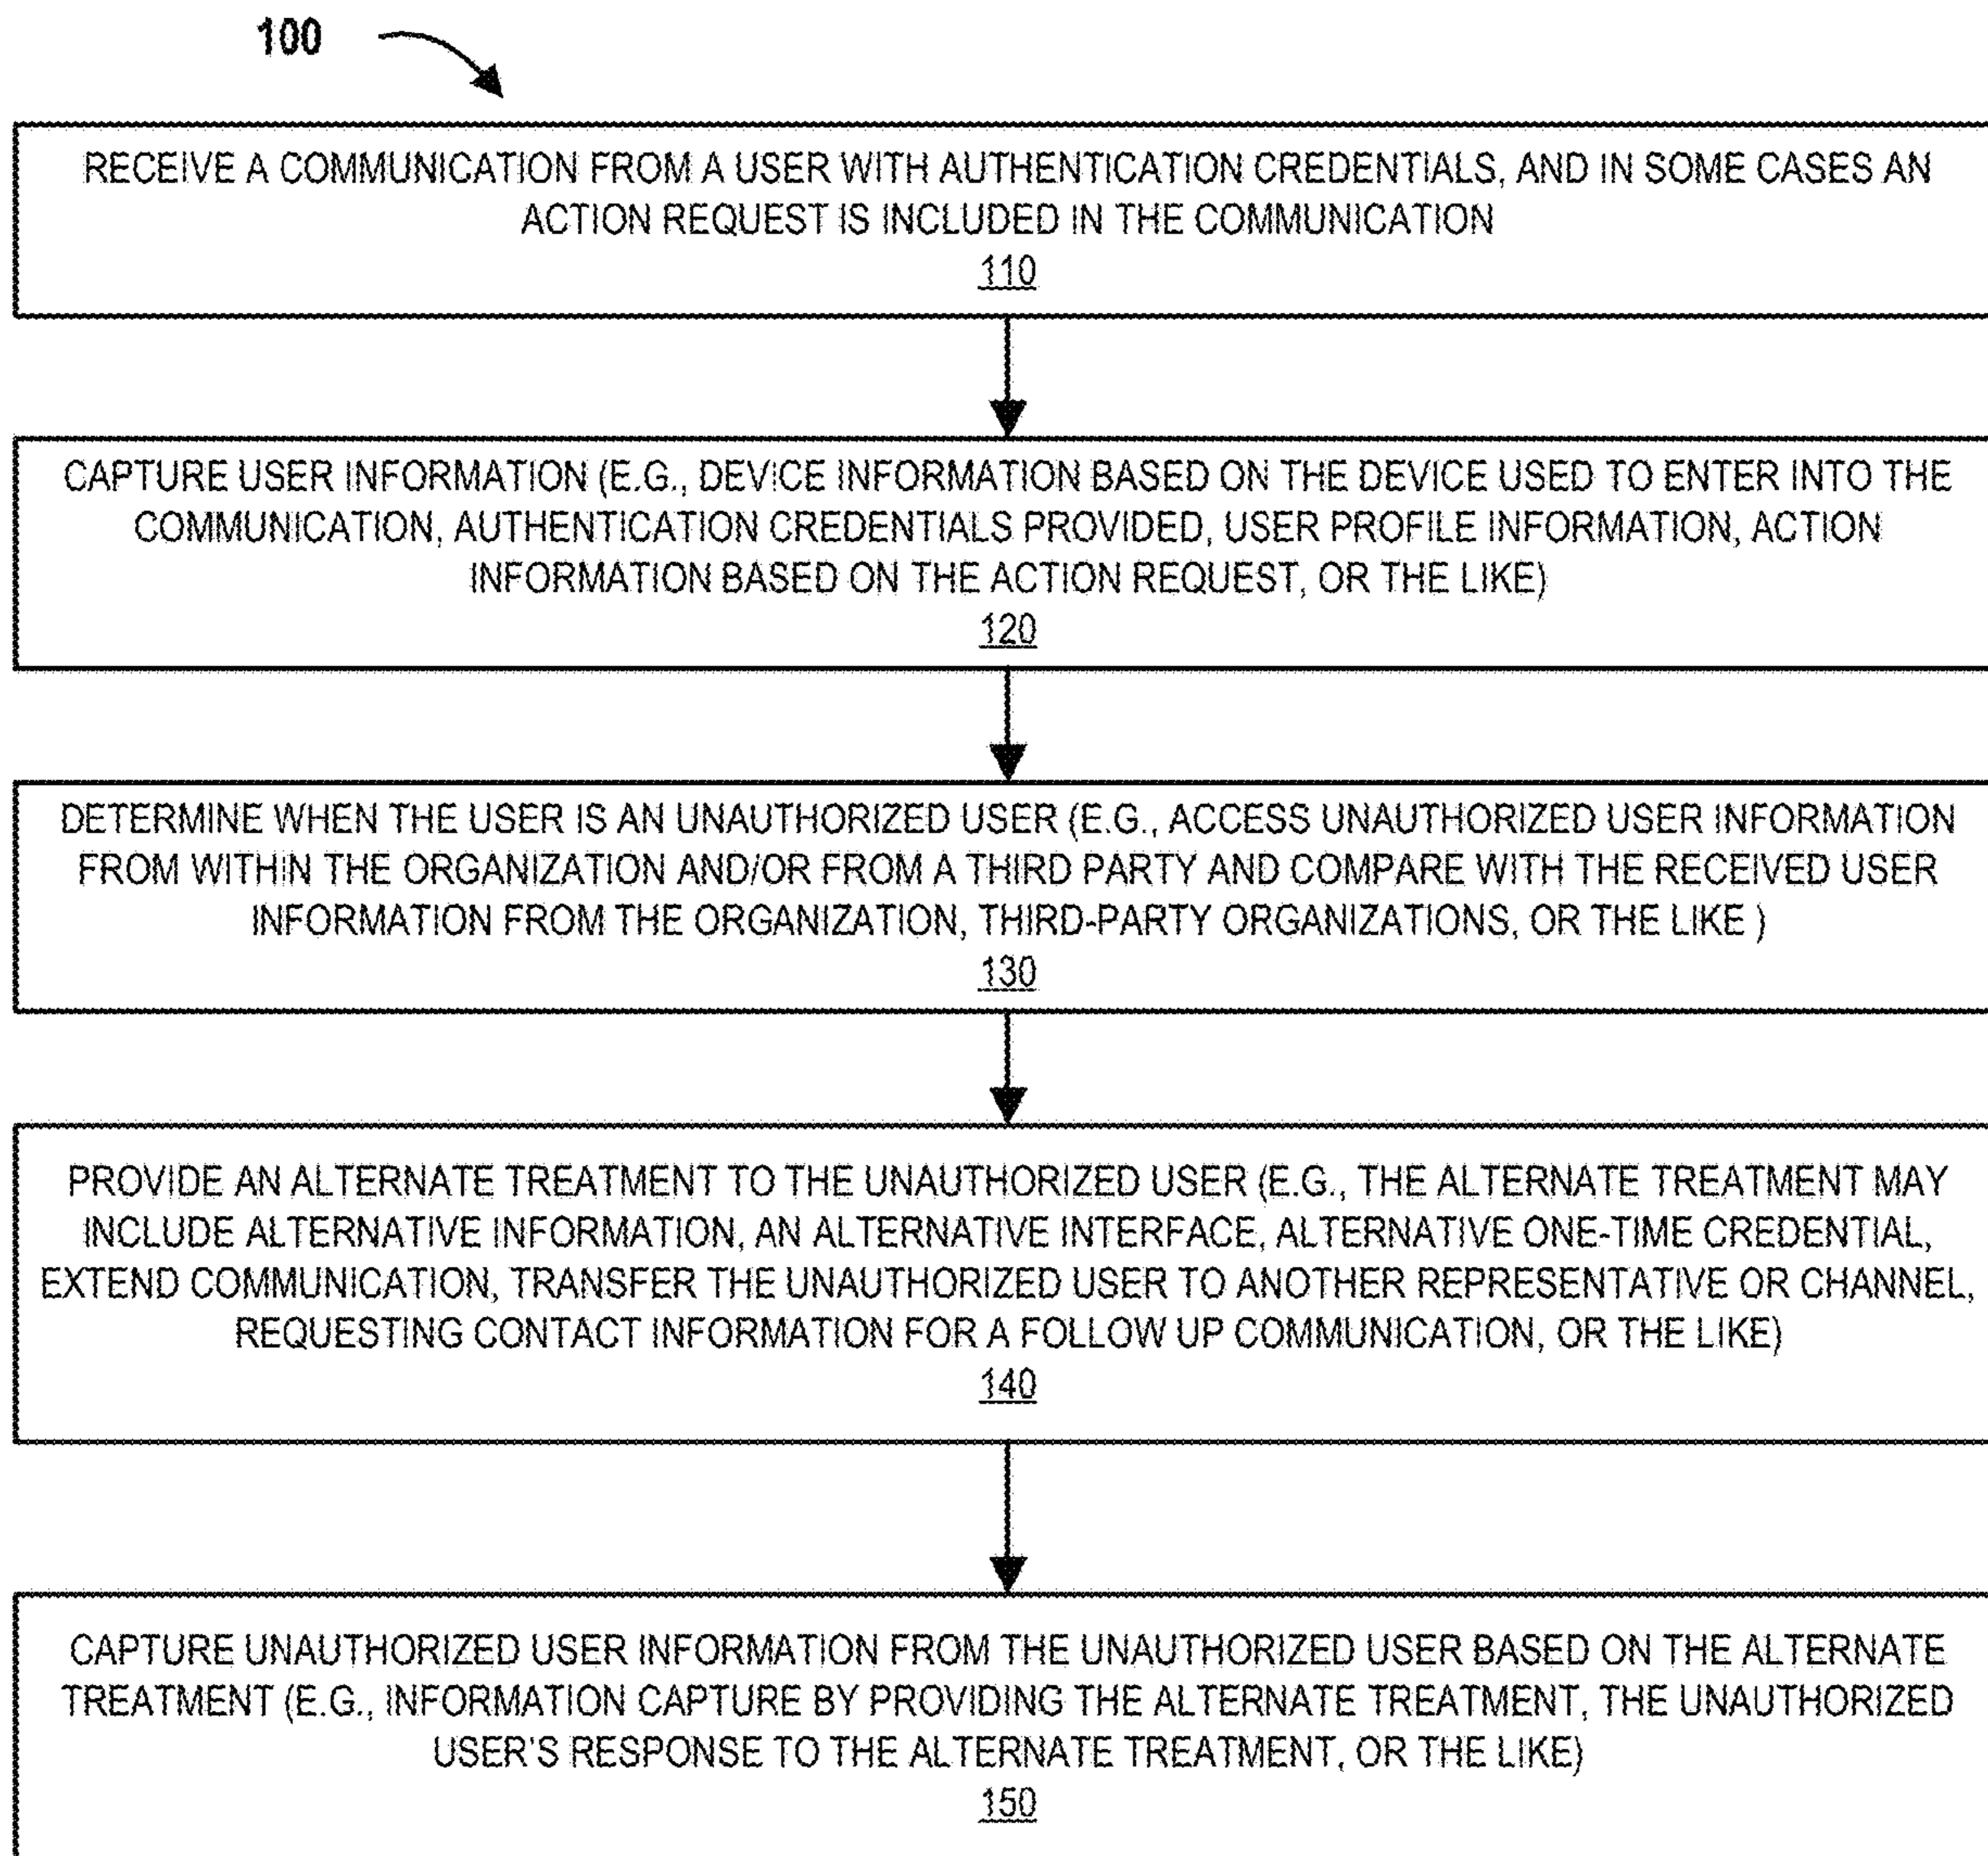 100
RECEIVE A COMMUNICATION FROM A USER WITH AUTHENTICATION CREDENTIALS, AND IN SOME CASES AN
ACTION REQUEST IS INCLUDED IN THE COMMUNICATION
110
CAPTURE USER INFORMATION (E.G., DEVICE INFORMATION BASED ON THE DEVICE USED TO ENTER INTO THE
COMMUNICATION, AUTHENTICATION CREDENTIALS PROVIDED, USER PROFILE INFORMATION, ACTION
INFORMATION BASED ON THE ACTION REQUEST, OR THE LIKE)
120
DETERMINE WHEN THE USER IS AN UNAUTHORIZED USER (E.G., ACCESS UNAUTHORIZED USER INFORMATION
FROM WITHIN THE ORGANIZATION AND/OR FROM A THIRD PARTY AND COMPARE WITH THE RECEIVED USER
INFORMATION FROM THE ORGANIZATION, THIRD-PARTY ORGANIZATIONS, OR THE LIKE )
130
PROVIDE AN ALTERNATE TREATMENT TO THE UNAUTHORIZED USER (E.G., THE ALTERNATE TREATMENT MAY
INCLUDE ALTERNATIVE INFORMATION, AN ALTERNATIVE INTERFACE, ALTERNATIVE ONE-TIME CREDENTIAL,
EXTEND COMMUNICATION, TRANSFER THE UNAUTHORIZED USER TO ANOTHER REPRESENTATIVE OR CHANNEL,
REQUESTING CONTACT INFORMATION FOR A FOLLOW UP COMMUNICATION, OR THE LIKE)
140
CAPTURE UNAUTHORIZED USER INFORMATION FROM THE UNAUTHORIZED USER BASED ON THE ALTERNATE
TREATMENT (E.G., INFORMATION CAPTURE BY PROVIDING THE ALTERNATE TREATMENT, THE UNAUTHORIZED
USER'S RESPONSE TO THE ALTERNATE TREATMENT, OR THE LIKE)
150